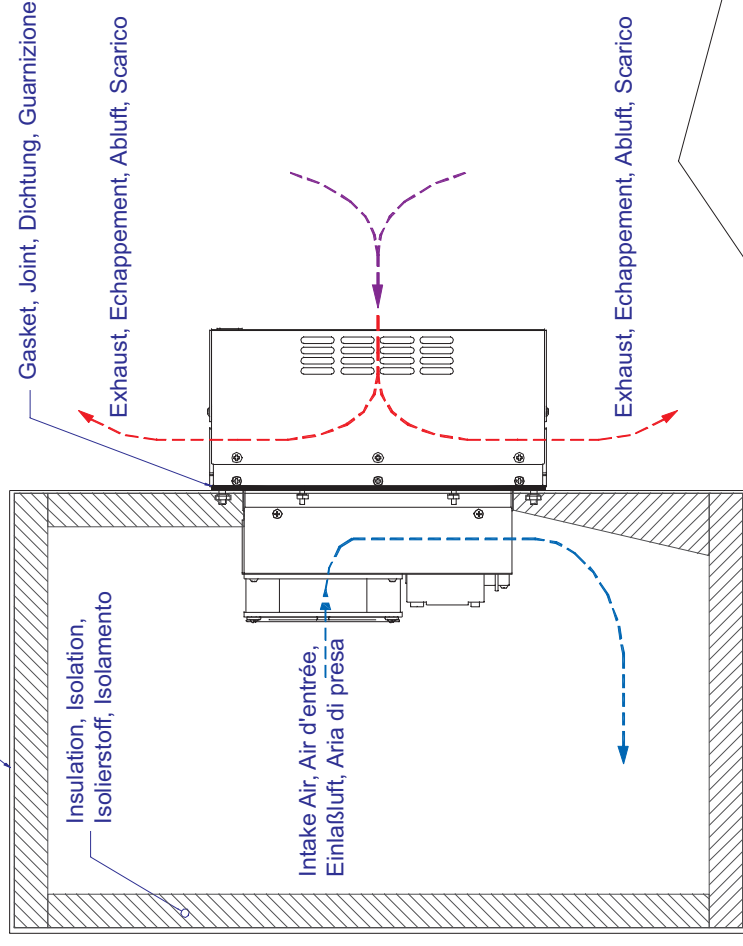 Gasket, Joint, Dichtung, Guarnizione
Exhaust, Echappement, Abluft, Scarico
Exhaust, Echappement, Abluft, Scarico
Insulation, Isolation,
Isolierstoff, Isolamento
Intake Air, Air d'entrée,
Einlaßluft, Aria di presa